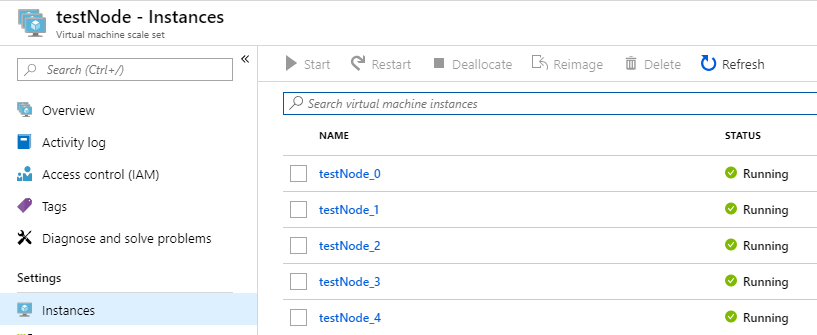 testNode - Instances
Virtual machine scale set
Search (Ctrl+/)
«
Start Restart Deallocate Reimage Delete Refresh
Overview
Activity log
Access control (IAM)
Tags
Diagnose and solve problems
Settings
Instances
Search virtual machine instances
NAME STATUS
testNode_0 Running
testNode_1 Running
testNode_2 Running
testNode_3 Running
testNode_4 Running